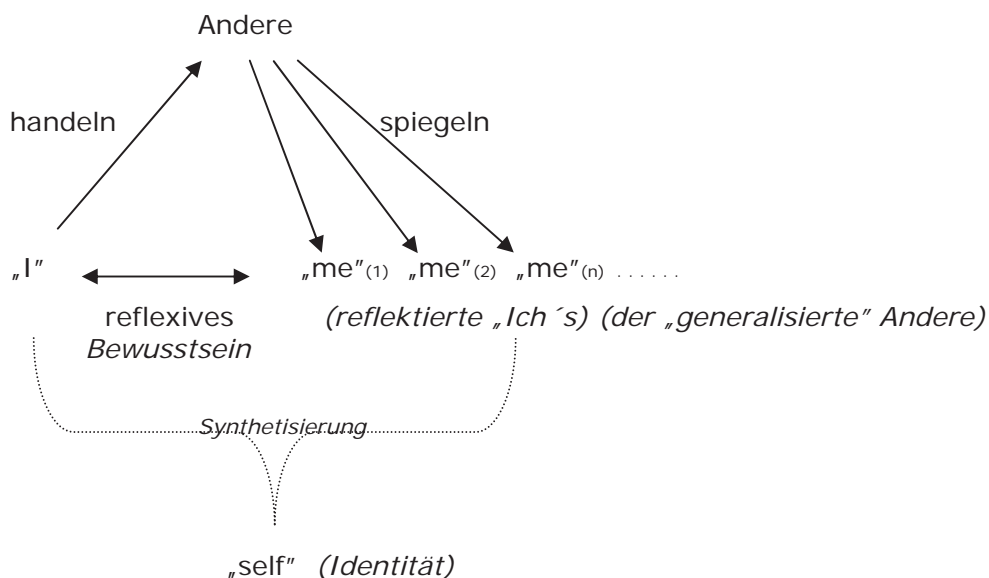 Andere
handeln
spiegeln
„I" „me"(1) „me"(2) „me"(n) ......
reflexives (reflektierte „Ich´s) (der „generalisierte" Andere)
Bewusstsein
Synthetisierung
„self" (Identität)